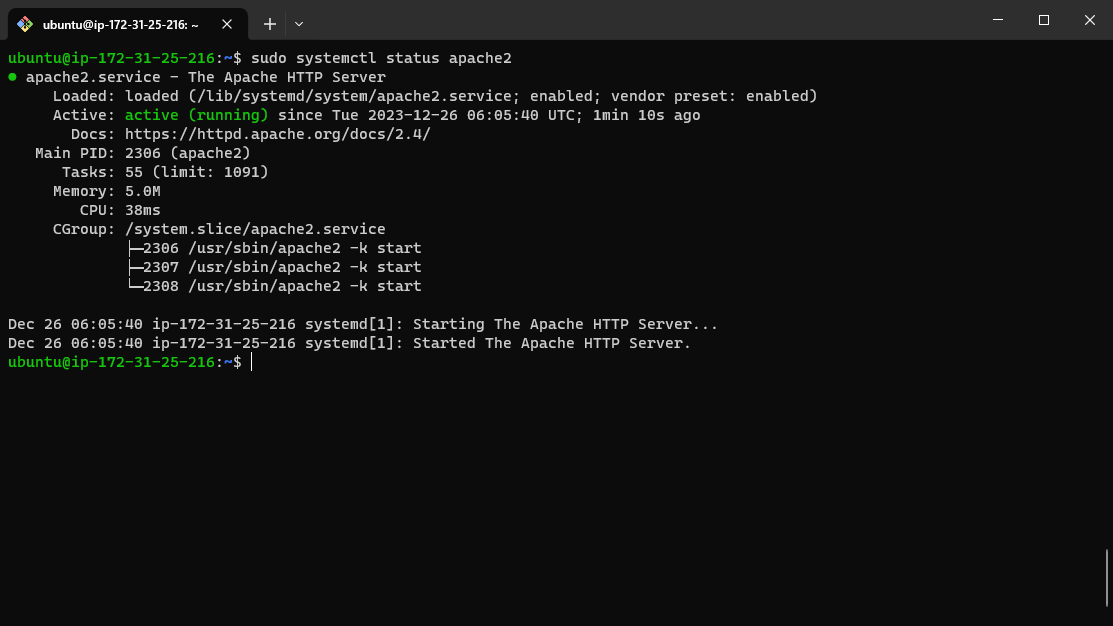 ubuntu@ip-172-31-25-216: ~
ubuntu@ip-172-31-25-216:~$ sudo systemctl status apache2
● apache2.service - The Apache HTTP Server
     Loaded: loaded (/lib/systemd/system/apache2.service; enabled; vendor preset: enabled)
     Active: active (running) since Tue 2023-12-26 06:05:40 UTC; 1min 10s ago
       Docs: https://httpd.apache.org/docs/2.4/
   Main PID: 2306 (apache2)
      Tasks: 55 (limit: 1091)
     Memory: 5.0M
        CPU: 38ms
     CGroup: /system.slice/apache2.service
             ├─2306 /usr/sbin/apache2 -k start
             ├─2307 /usr/sbin/apache2 -k start
             └─2308 /usr/sbin/apache2 -k start
Dec 26 06:05:40 ip-172-31-25-216 systemd[1]: Starting The Apache HTTP Server...
Dec 26 06:05:40 ip-172-31-25-216 systemd[1]: Started The Apache HTTP Server.
ubuntu@ip-172-31-25-216:~$